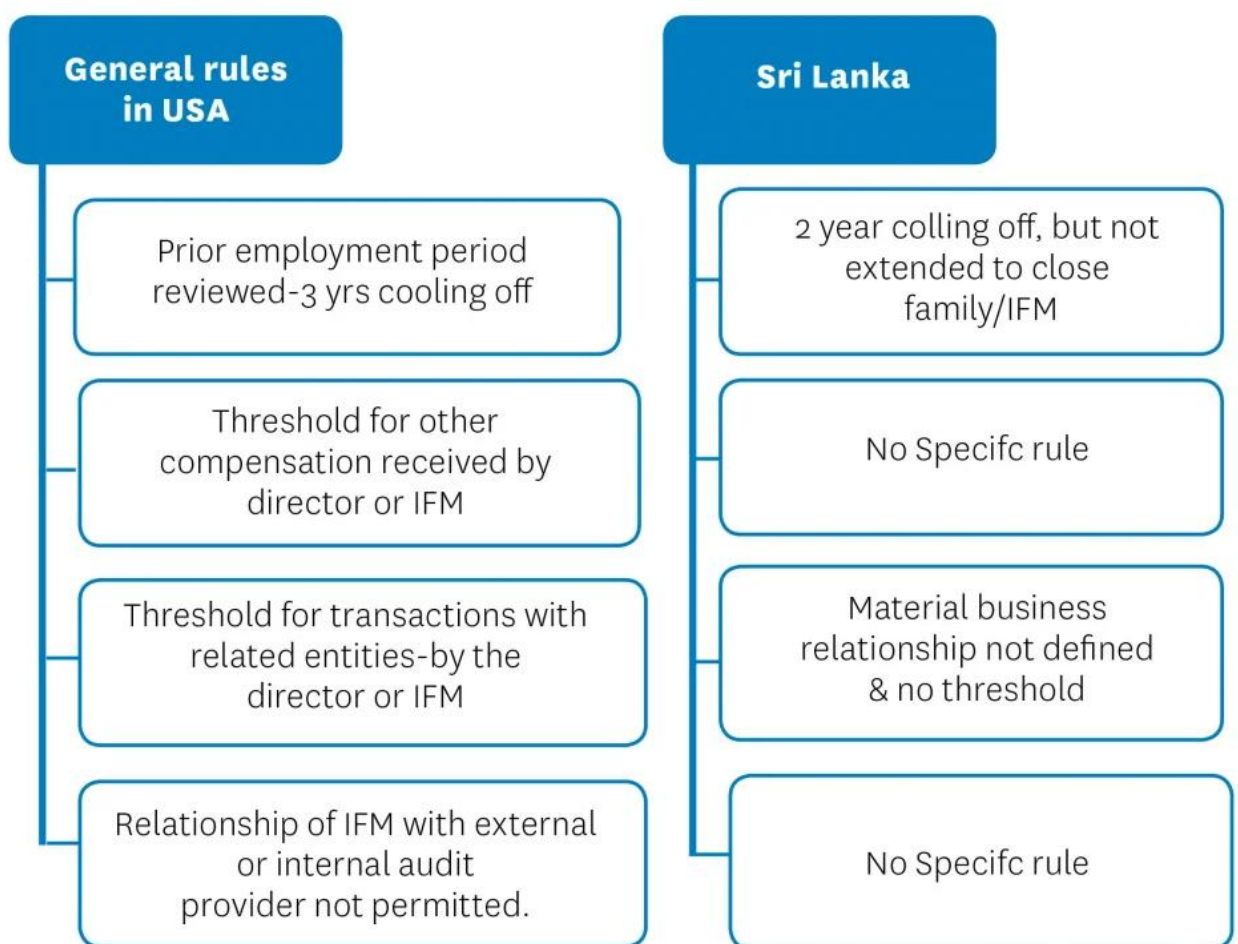 General rules
in USA
Prior employment period
reviewed-3 yrs cooling off
Threshold for other
compensation received by
director or IFM
Threshold for transactions with
related entities-by the
director or IFM
Relationship of IFM with external
or internal audit
provider not permitted.
Sri Lanka
2 year colling off, but not
extended to close
family/IFM
No Specifc rule
Material business
relationship not defined
& no threshold
No Specifc rule